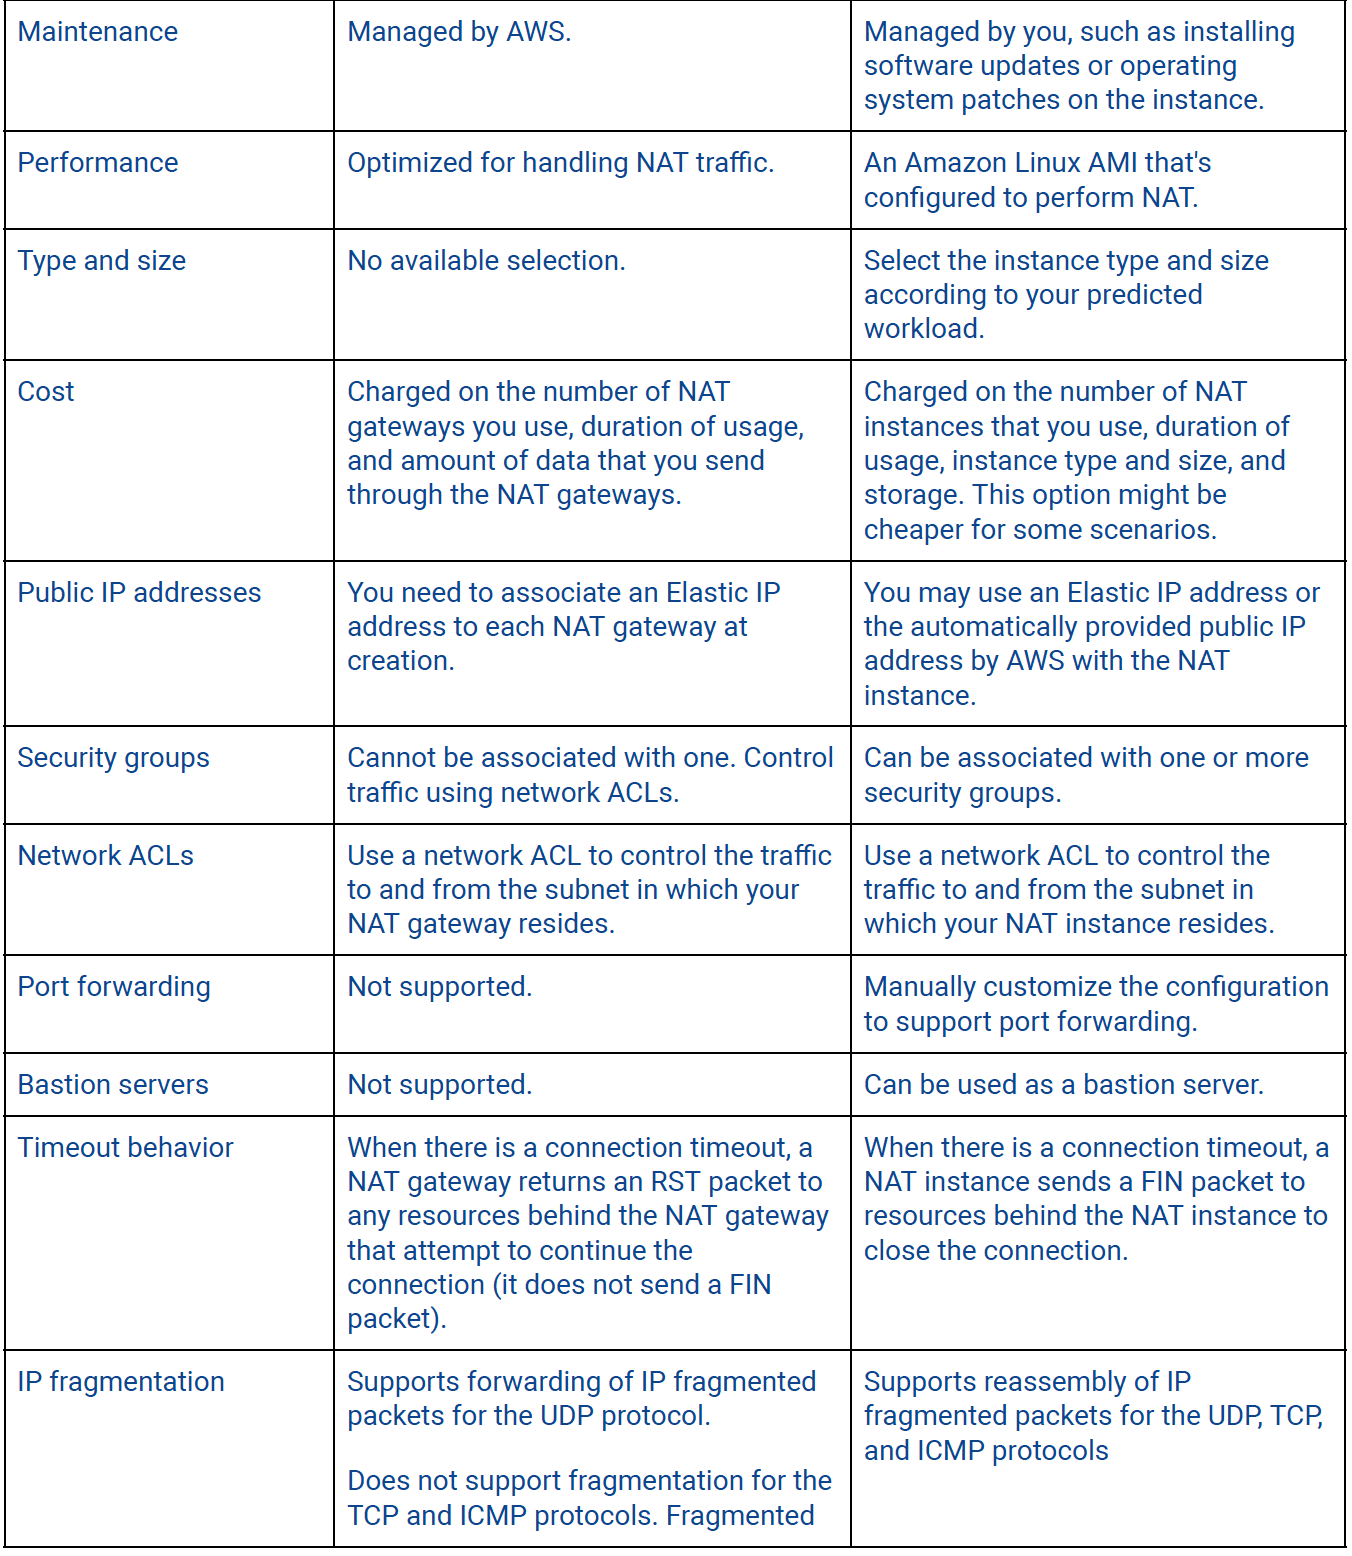 Maintenance
Managed by AWS.
Managed by you, such as installing
software updates or operating
system patches on the instance.
Performance
Optimized for handling NAT traffic.
An Amazon Linux AMI that's
configured to perform NAT.
Type and size
No available selection.
Select the instance type and size
according to your predicted
workload.
Cost
Charged on the number of NAT
gateways you use, duration of usage,
and amount of data that you send
through the NAT gateways.
Charged on the number of NAT
instances that you use, duration of
usage, instance type and size, and
storage. This option might be
cheaper for some scenarios.
Public IP addresses
You need to associate an Elastic IP
address to each NAT gateway at
creation.
You may use an Elastic IP address or
the automatically provided public IP
address by AWS with the NAT
instance.
Security groups
Cannot be associated with one. Control
traffic using network ACLs.
Can be associated with one or more
security groups.
Network ACLs
Use a network ACL to control the traffic
to and from the subnet in which your
NAT gateway resides.
Use a network ACL to control the
traffic to and from the subnet in
which your NAT instance resides.
Port forwarding
Not supported.
Manually customize the configuration
to support port forwarding.
Bastion servers
Not supported.
Can be used as a bastion server.
Timeout behavior
When there is a connection timeout, a
NAT gateway returns an RST packet to
any resources behind the NAT gateway
that attempt to continue the
connection (it does not send a FIN
packet).
When there is a connection timeout, a
NAT instance sends a FIN packet to
resources behind the NAT instance to
close the connection.
IP fragmentation
Supports forwarding of IP fragmented
packets for the UDP protocol.
Does not support fragmentation for the
TCP and ICMP protocols. Fragmented
Supports reassembly of IP
fragmented packets for the UDP, TCP,
and ICMP protocols